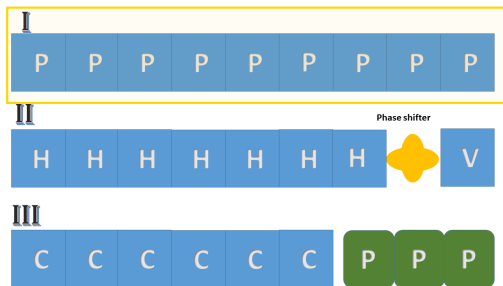 I
P P P P P P P P P
II
Phase shifter
H H H H H H H V
III
C C C C C C P P P